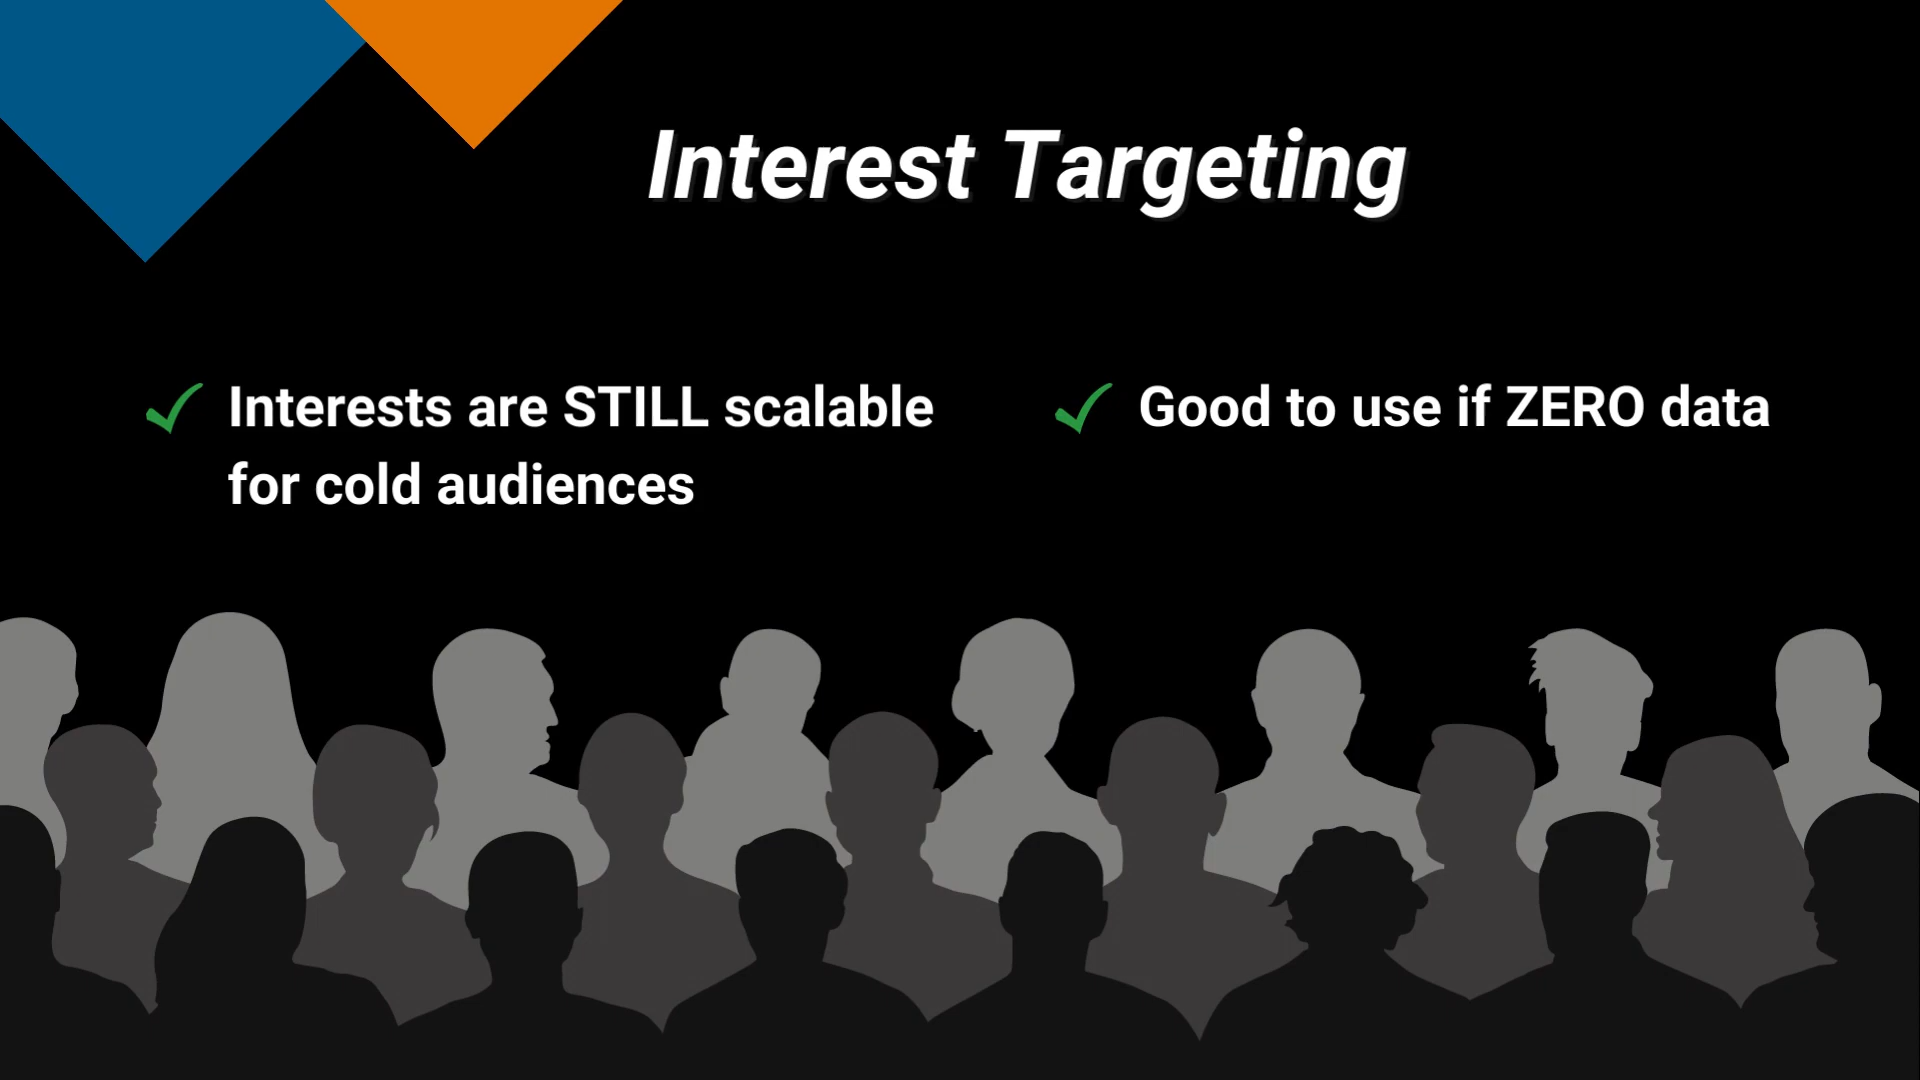 Interest Targeting
Interests are STILL scalable
for cold audiences
Good to use if ZERO data